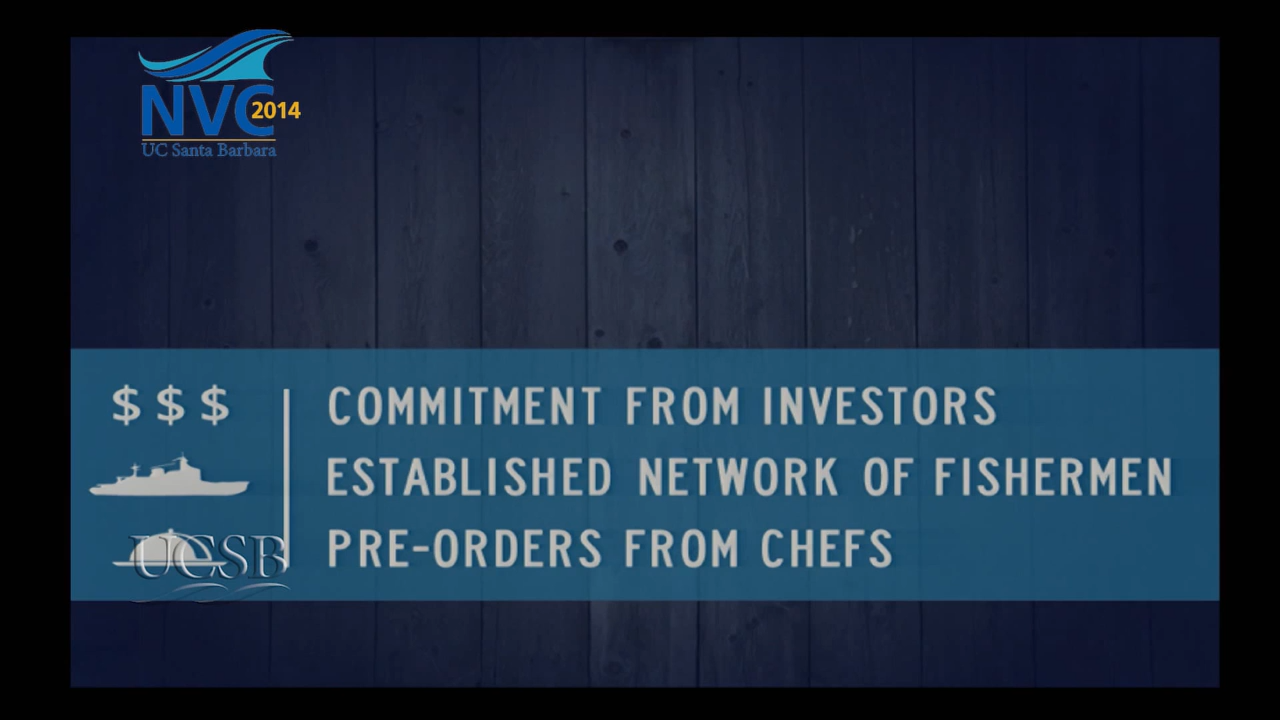 NVC 2014
UC Santa Barbara
$ $ $
COMMITMENT FROM INVESTORS
ESTABLISHED NETWORK OF FISHERMEN
UCSB
PRE-ORDERS FROM CHEFS